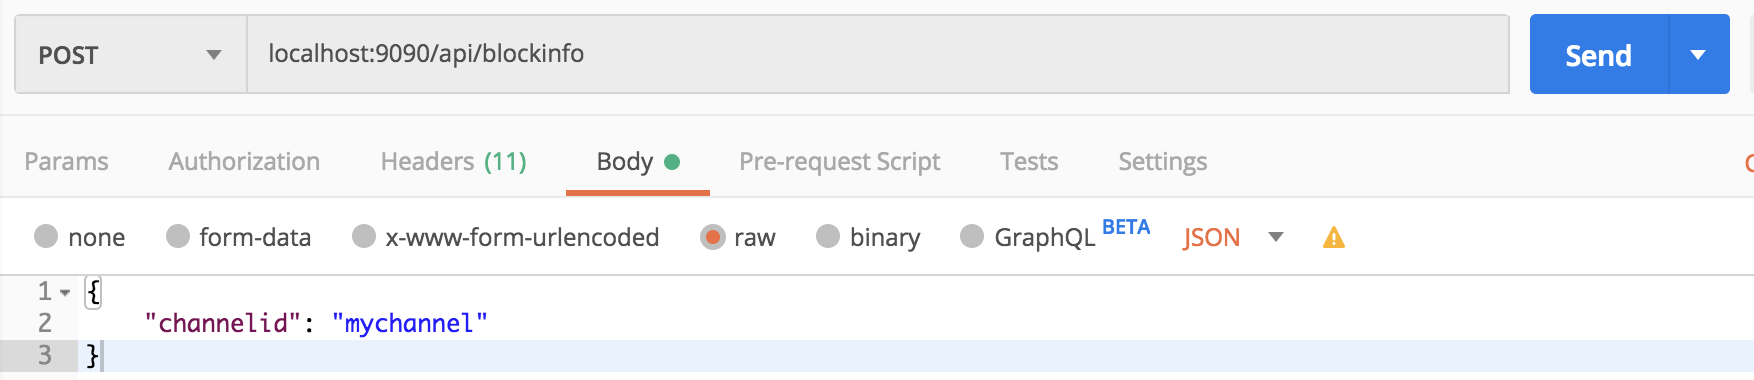 POST localhost:9090/api/blockinfo Send
Params Authorization Headers (11) Body Pre-request Script Tests Settings
none form-data x-www-form-urlencoded raw binary GraphQL BETA JSON
1 {
2 "channelid": "mychannel"
3 }